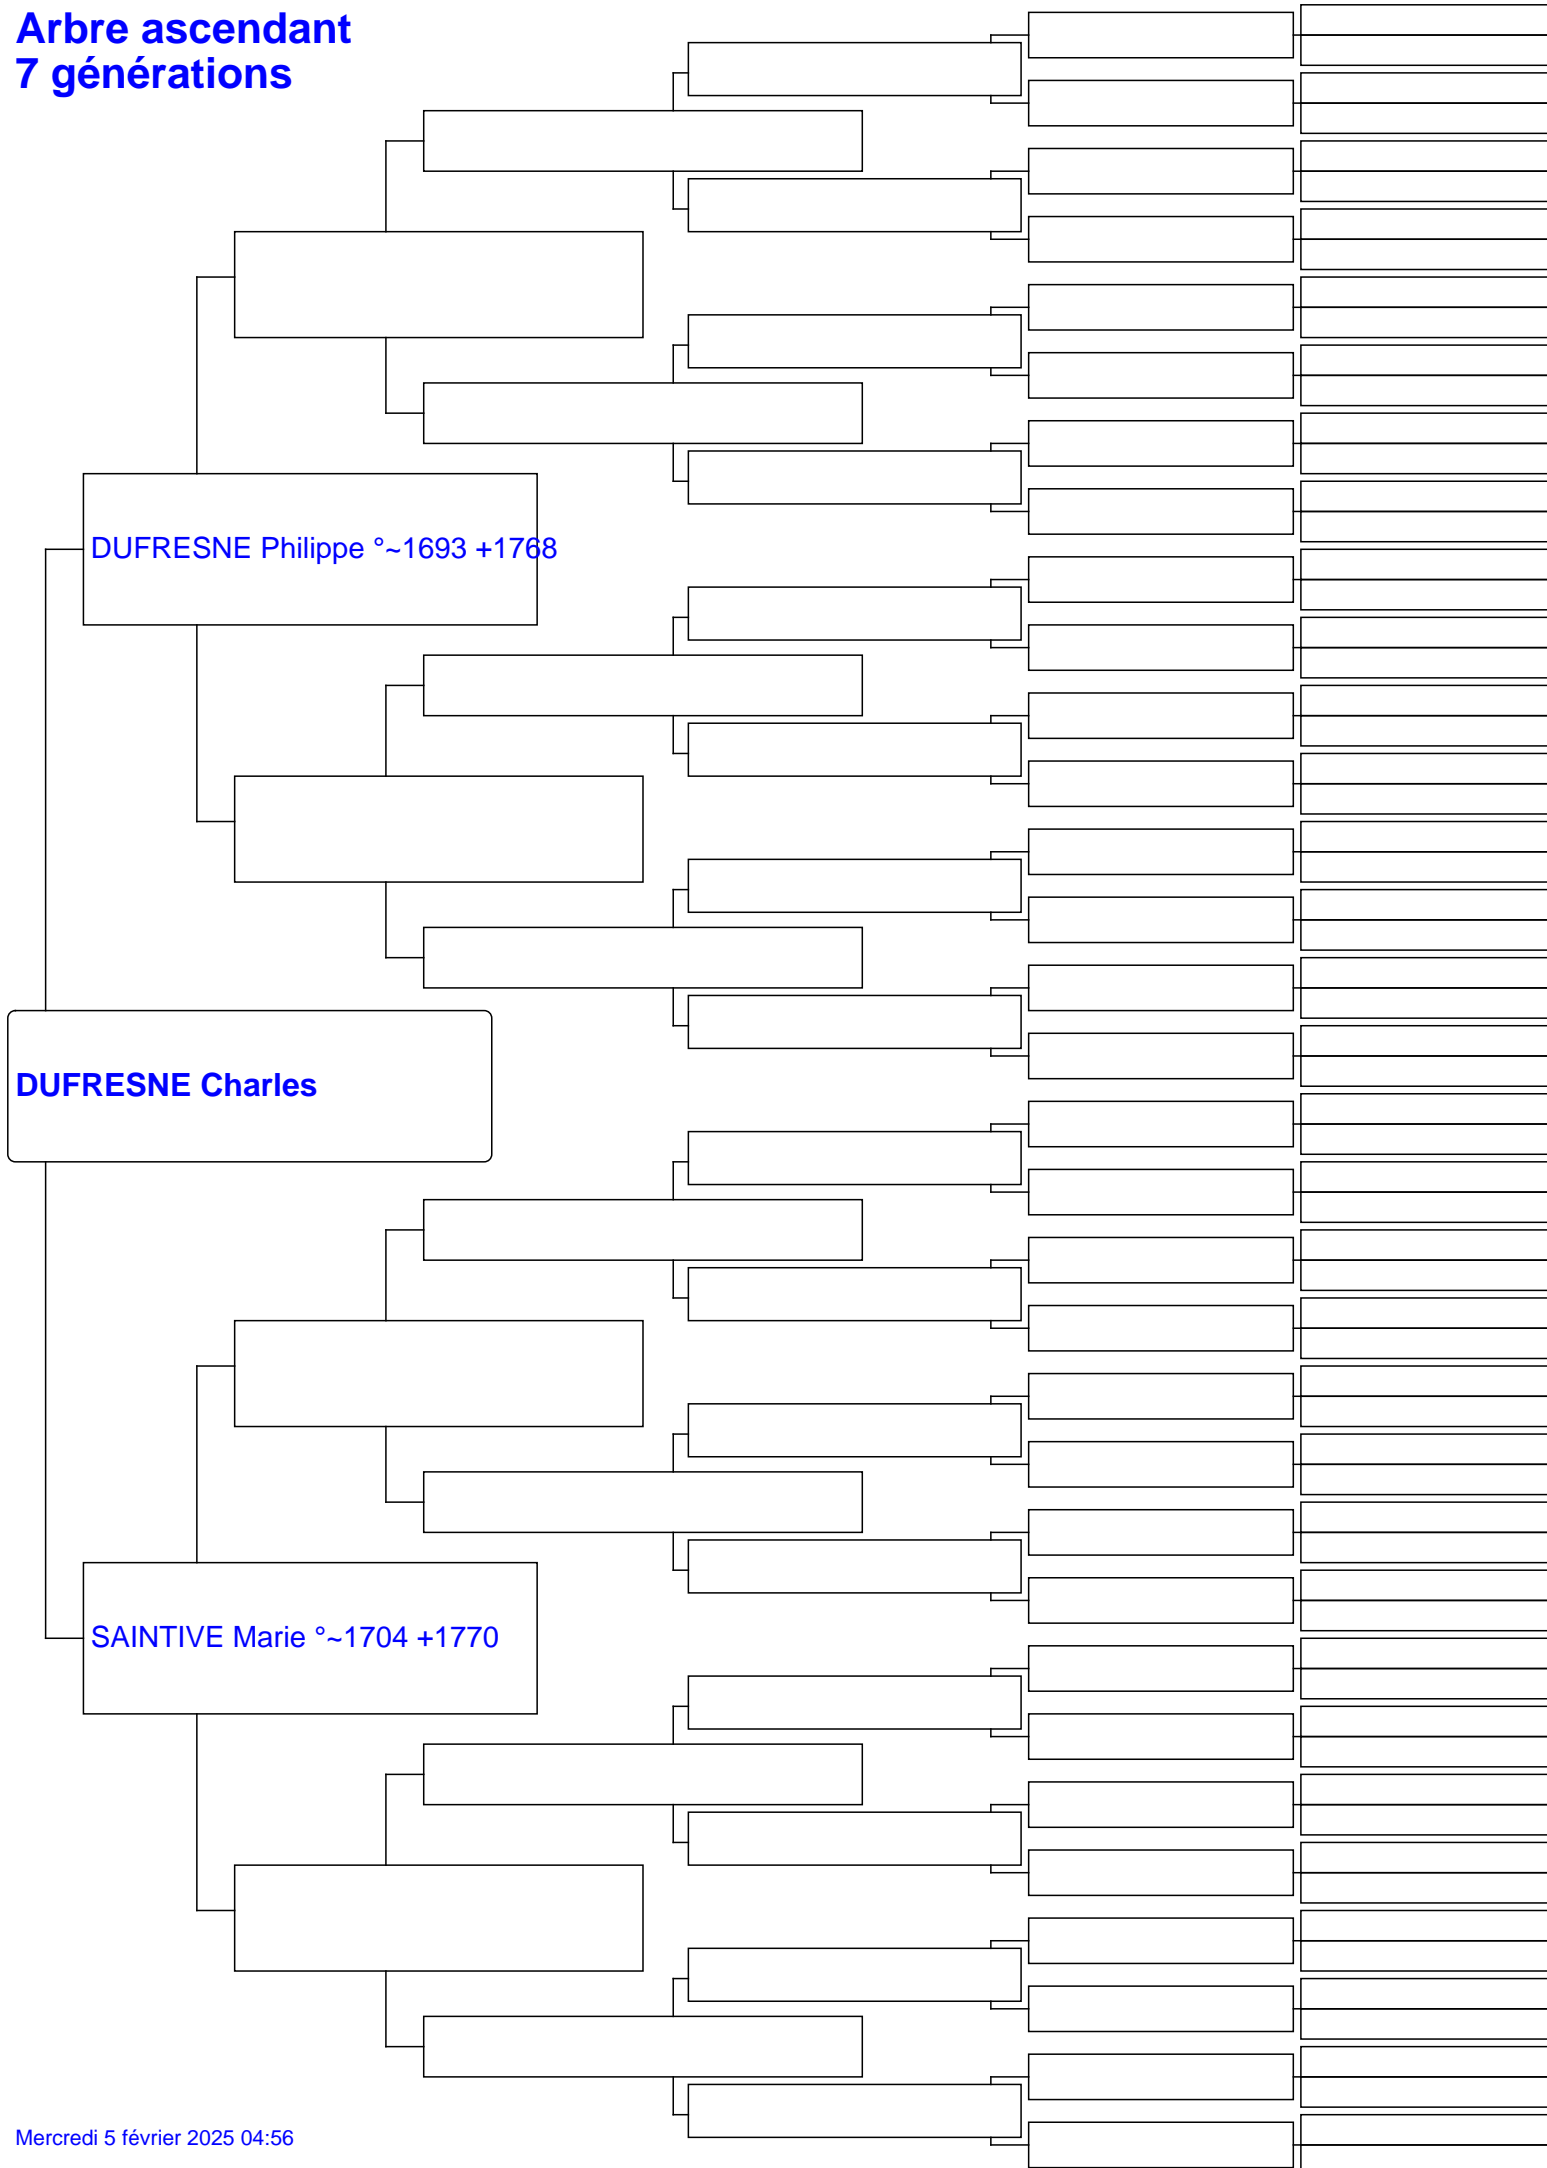 Arbre ascendant
7 générations
DUFRESNE Philippe °~1693 +1768
DUFRESNE Charles
SAINTIVE Marie °~1704 +1770
Mercredi 5 février 2025 04:56